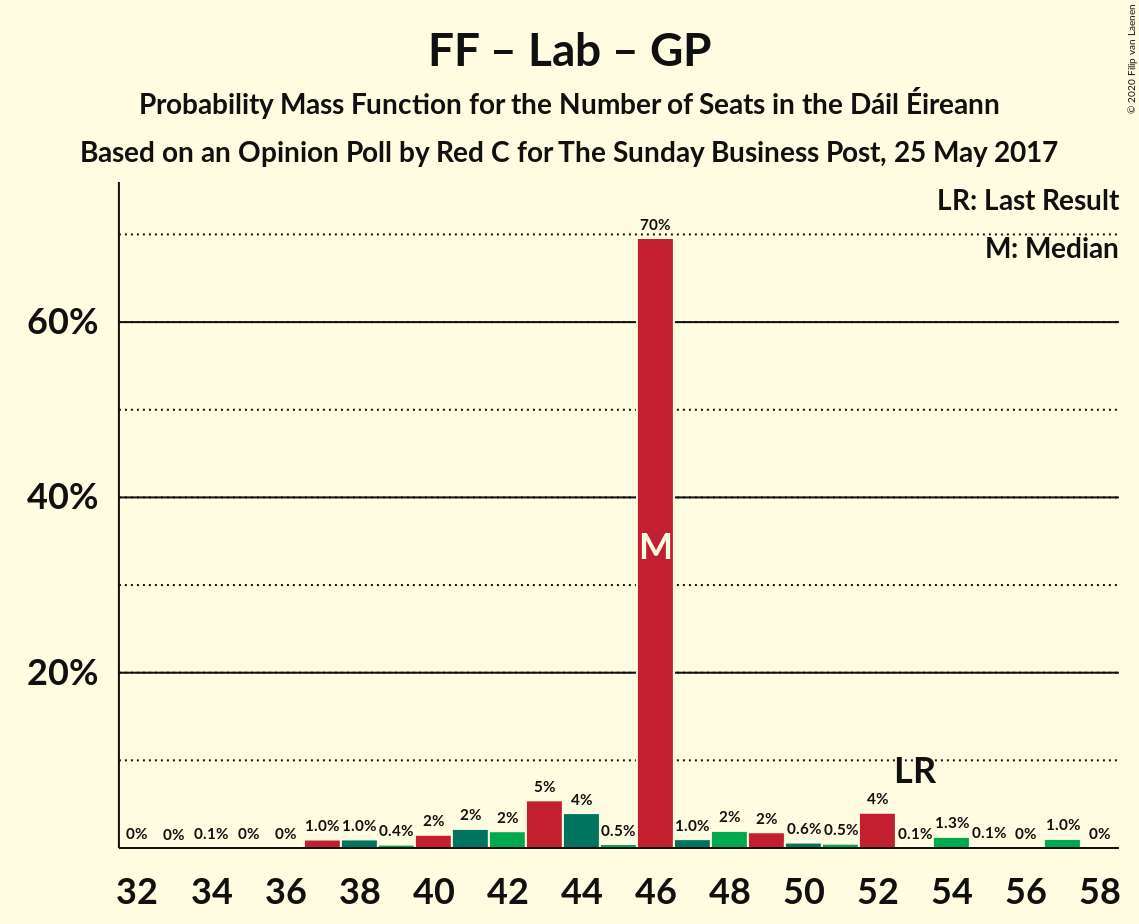 FF – Lab – GP
Probability Mass Function for the Number of Seats in the Dáil Éireann
Based on an Opinion Poll by Red C for The Sunday Business Post, 25 May 2017
© 2020 Filip van Laenen
LR: Last Result
M: Median
60%
40%
20%
0% 0% 0.1% 0% 0% 1.0% 1.0% 0.4% 2% 2% 2% 5% 4% 0.5% 70% 1.0% 2% 2% 0.6% 0.5% 4% 0.1% 1.3% 0.1% 0% 1.0% 0%
M
LR
32 34 36 38 40 42 44 46 48 50 52 54 56 58